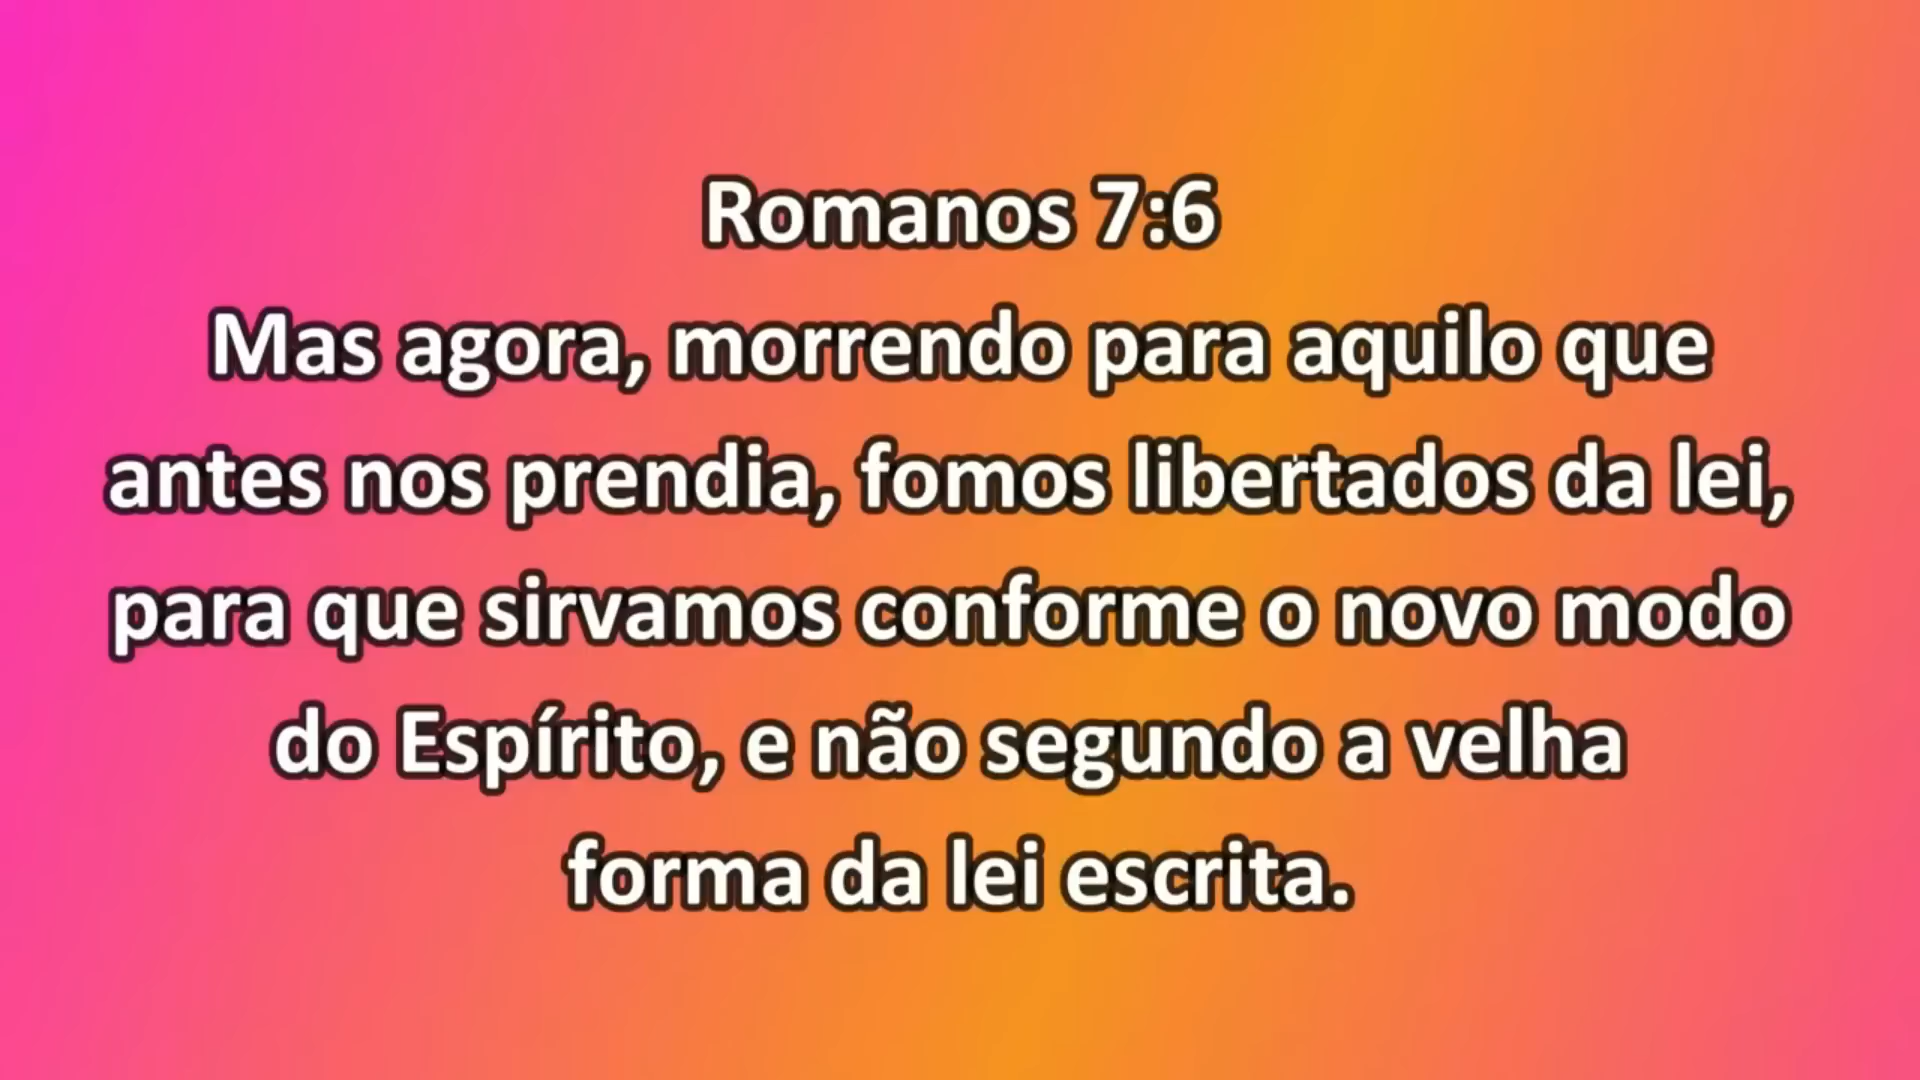 Romanos 7:6
Mas agora, morrendo para aquilo que
antes nos prendia, fomos libertados da lei,
para que sirvamos conforme o novo modo
do Espírito, e não segundo a velha
forma da lei escrita.